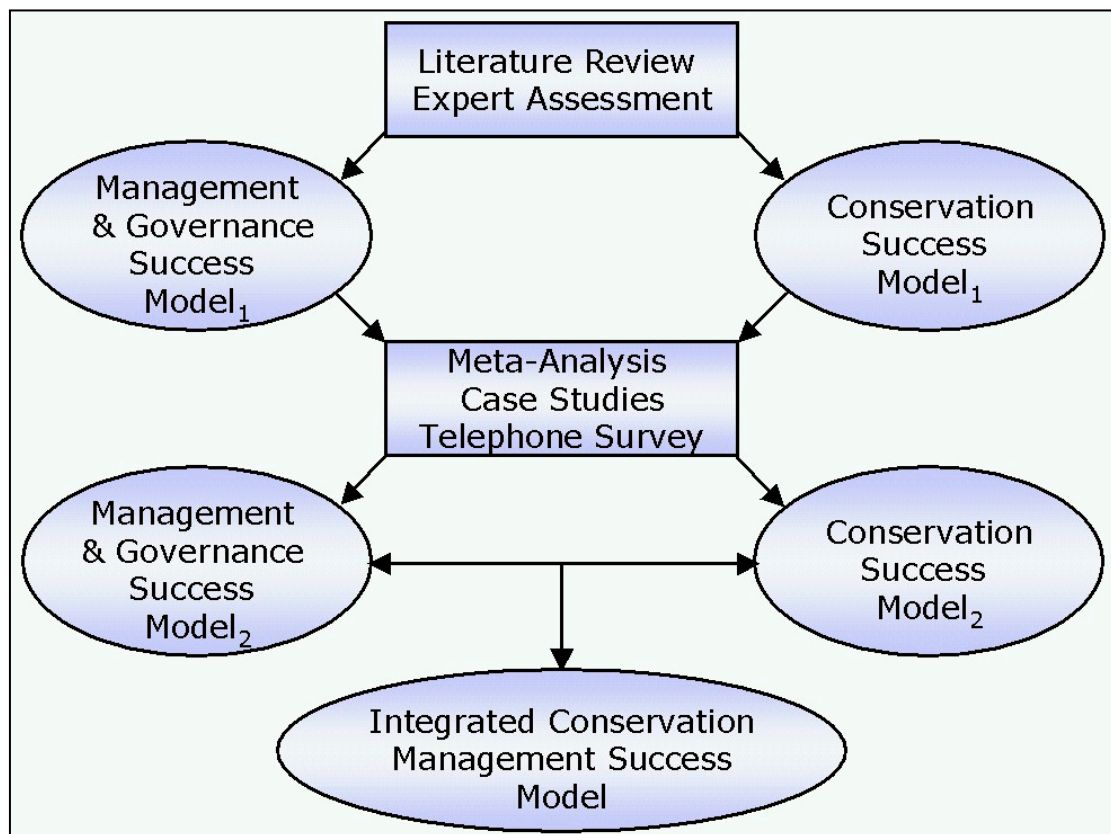 Literature Review
Expert Assessment
Management
& Governance
Success
Model₁
Conservation
Success
Model₁
Meta-Analysis
Case Studies
Telephone Survey
Management
& Governance
Success
Model₂
Conservation
Success
Model₂
Integrated Conservation
Management Success
Model